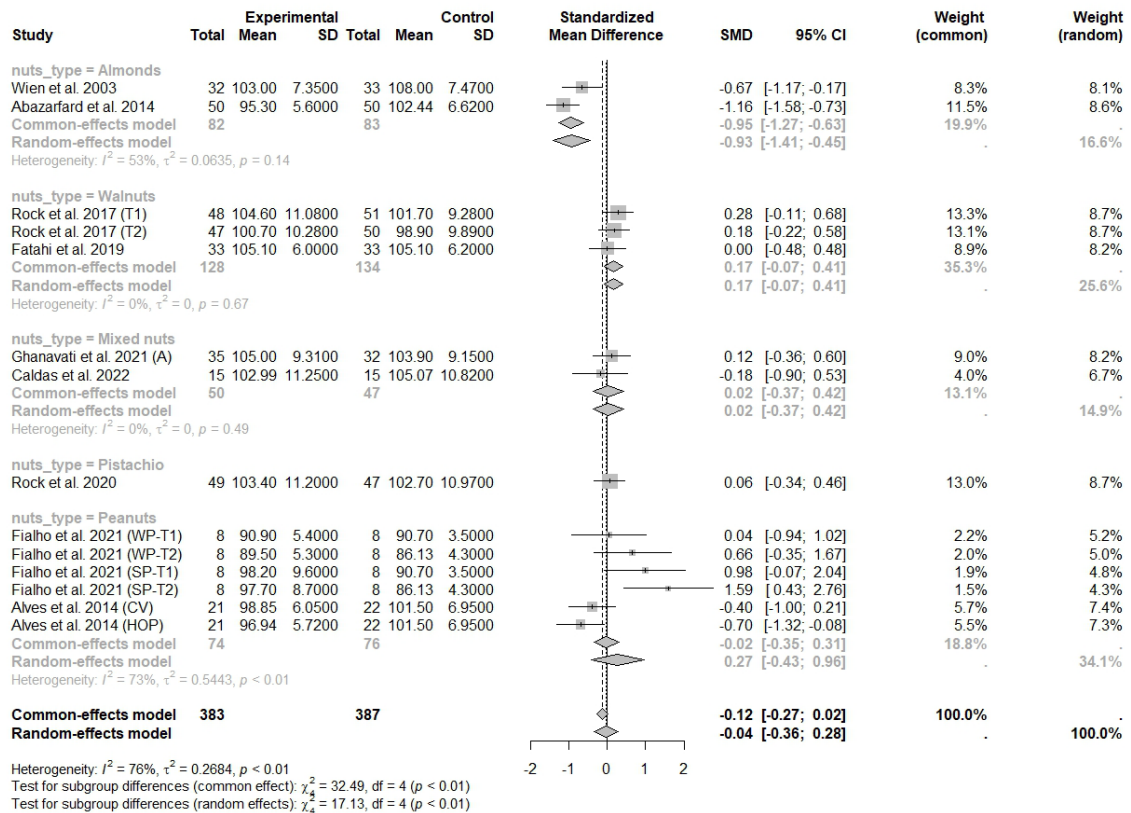 Experimental Control Standardized Weight Weight
Study Total Mean SD Total Mean SD Mean Difference SMD 95% CI (common) (random)
nuts_type = Almonds
Wien et al. 2003 32 103.00 7.3500 33 108.00 7.4700 -0.67 [-1.17; -0.17] 8.3% 8.1%
Abazarfard et al. 2014 50 95.30 5.6000 50 102.44 6.6200 -1.16 [-1.58; -0.73] 11.5% 8.6%
Common-effects model 82 83 -0.95 [-1.27; -0.63] 19.9% .
Random-effects model -0.93 [-1.41; -0.45] . 16.6%
Heterogeneity: I² = 53%, τ² = 0.0635, p = 0.14
nuts_type = Walnuts
Rock et al. 2017 (T1) 48 104.60 11.0800 51 101.70 9.2800 0.28 [-0.11; 0.68] 13.3% 8.7%
Rock et al. 2017 (T2) 47 100.70 10.2800 50 98.90 9.8900 0.18 [-0.22; 0.58] 13.1% 8.7%
Fatahi et al. 2019 33 105.10 6.0000 33 105.10 6.2000 0.00 [-0.48; 0.48] 8.9% 8.2%
Common-effects model 128 134 0.17 [-0.07; 0.41] 35.3% .
Random-effects model 0.17 [-0.07; 0.41] . 25.6%
Heterogeneity: I² = 0%, τ² = 0, p = 0.67
nuts_type = Mixed nuts
Ghanavati et al. 2021 (A) 35 105.00 9.3100 32 103.90 9.1500 0.12 [-0.36; 0.60] 9.0% 8.2%
Caldas et al. 2022 15 102.99 11.2500 15 105.07 10.8200 -0.18 [-0.90; 0.53] 4.0% 6.7%
Common-effects model 50 47 0.02 [-0.37; 0.42] 13.1% .
Random-effects model 0.02 [-0.37; 0.42] . 14.9%
Heterogeneity: I² = 0%, τ² = 0, p = 0.49
nuts_type = Pistachio
Rock et al. 2020 49 103.40 11.2000 47 102.70 10.9700 0.06 [-0.34; 0.46] 13.0% 8.7%
nuts_type = Peanuts
Fialho et al. 2021 (WP-T1) 8 90.90 5.4000 8 90.70 3.5000 0.04 [-0.94; 1.02] 2.2% 5.2%
Fialho et al. 2021 (WP-T2) 8 89.50 5.3000 8 86.13 4.3000 0.66 [-0.35; 1.67] 2.0% 5.0%
Fialho et al. 2021 (SP-T1) 8 98.20 9.6000 8 90.70 3.5000 0.98 [-0.07; 2.04] 1.9% 4.8%
Fialho et al. 2021 (SP-T2) 8 97.70 8.7000 8 86.13 4.3000 1.59 [0.43; 2.76] 1.5% 4.3%
Alves et al. 2014 (CV) 21 98.85 6.0500 22 101.50 6.9500 -0.40 [-1.00; 0.21] 5.7% 7.4%
Alves et al. 2014 (HOP) 21 96.94 5.7200 22 101.50 6.9500 -0.70 [-1.32; -0.08] 5.5% 7.3%
Common-effects model 74 76 -0.02 [-0.35; 0.31] 18.8% .
Random-effects model 0.27 [-0.43; 0.96] . 34.1%
Heterogeneity: I² = 73%, τ² = 0.5443, p < 0.01
Common-effects model 383 387 -0.12 [-0.27; 0.02] 100.0% .
Random-effects model -0.04 [-0.36; 0.28] . 100.0%
Heterogeneity: I² = 76%, τ² = 0.2684, p < 0.01 -2 -1 0 1 2
Test for subgroup differences (common effect): χ₄² = 32.49, df = 4 (p < 0.01)
Test for subgroup differences (random effects): χ₄² = 17.13, df = 4 (p < 0.01)